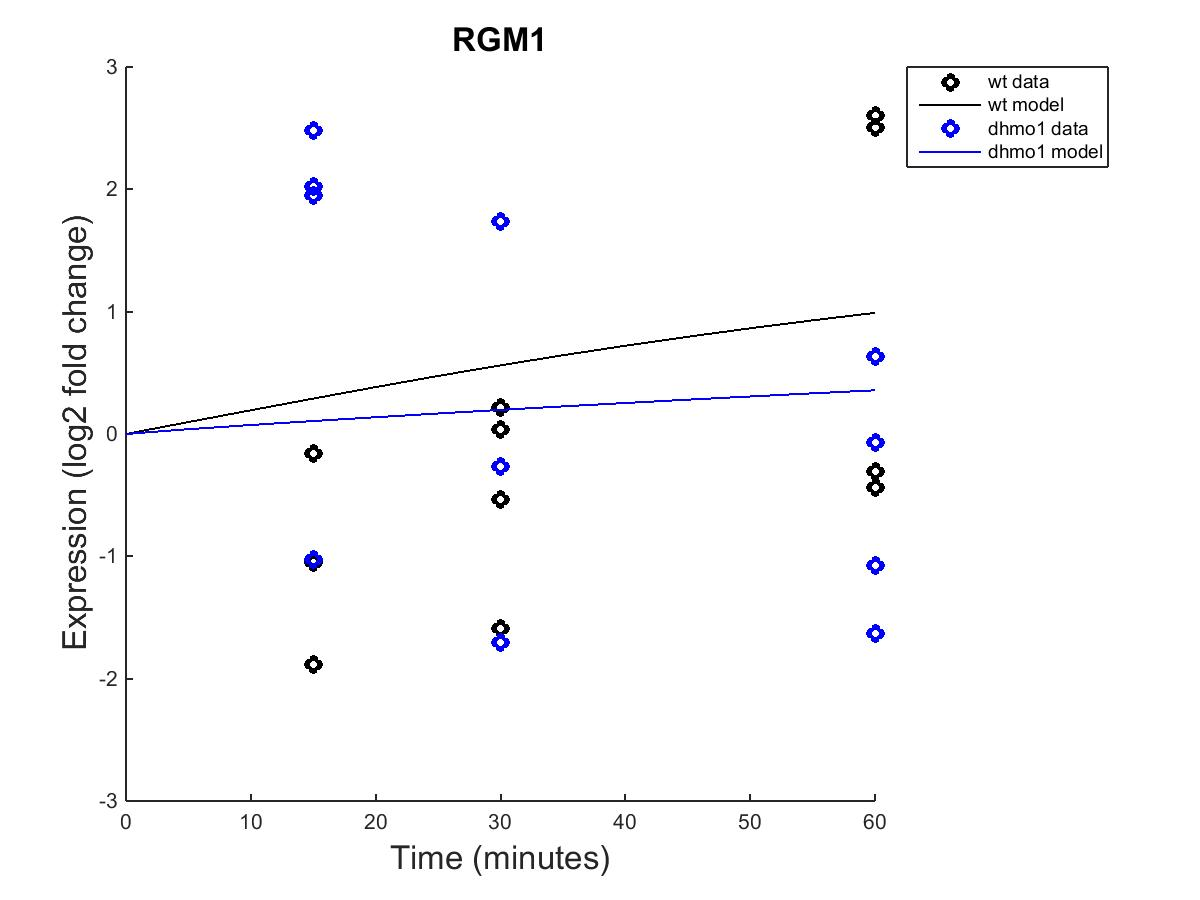 RGM1
wt data
wt model
dhmo1 data
dhmo1 model
Expression (log2 fold change)
3
2
1
0
-1
-2
-3
0 10 20 30 40 50 60
Time (minutes)